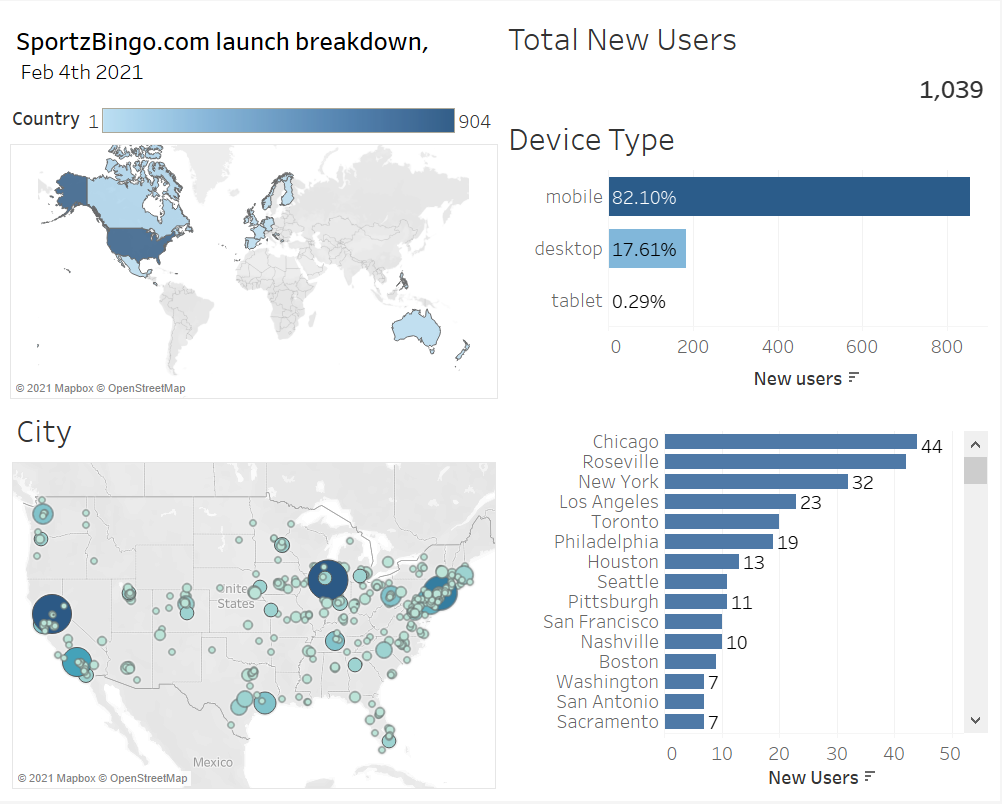 SportzBingo.com launch breakdown,
Feb 4th 2021
Country 1 904
© 2021 Mapbox © OpenStreetMap
Total New Users
1,039
Device Type
mobile 82.10%
desktop 17.61%
tablet 0.29%
0 200 400 600 800
New users
City
United
States
Mexico
© 2021 Mapbox © OpenStreetMap
Chicago 44
Roseville
New York 32
Los Angeles 23
Toronto
Philadelphia 19
Houston 13
Seattle
Pittsburgh 11
San Francisco
Nashville 10
Boston
Washington 7
San Antonio
Sacramento 7
0 10 20 30 40 50
New Users